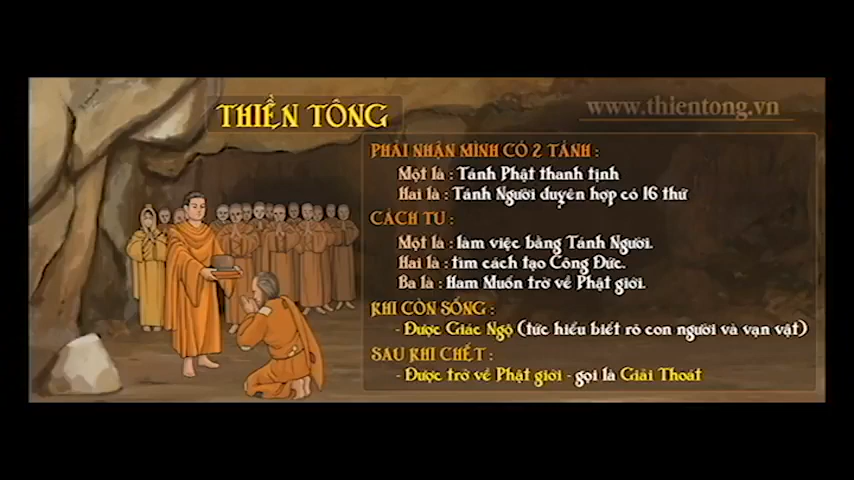 THIỀN TÔNG
www.thientong.vn
PHẢI NHẬN MÌNH CÓ 2 TÁNH :
Một là : Tánh Phật thanh tịnh
Hai là : Tánh Người duyên hợp có 16 thứ
CÁCH TU :
Một là : làm việc bằng Tánh Người.
Hai là : tìm cách tạo Công Đức.
Ba là : Ham Muốn trở về Phật giới.
KHI CÒN SỐNG :
- Được Giác Ngộ (tức hiểu biết rõ con người và vạn vật)
SAU KHI CHẾT :
- Được trở về Phật giới - gọi là Giải Thoát